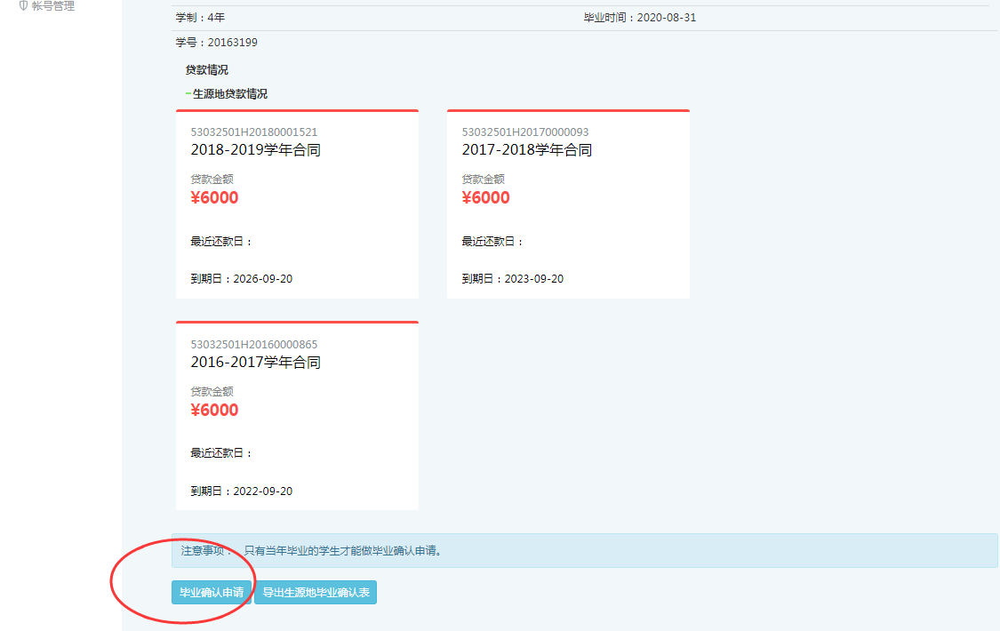 帐号管理
学制：4年 毕业时间：2020-08-31
学号：20163199
贷款情况
-生源地贷款情况
53032501H20180001521
2018-2019学年合同
贷款金额
¥6000
最近还款日：
到期日：2026-09-20
53032501H20170000093
2017-2018学年合同
贷款金额
¥6000
最近还款日：
到期日：2023-09-20
53032501H20160000865
2016-2017学年合同
贷款金额
¥6000
最近还款日：
到期日：2022-09-20
注意事项： 只有当年毕业的学生才能做毕业确认申请。
毕业确认申请 导出生源地毕业确认表